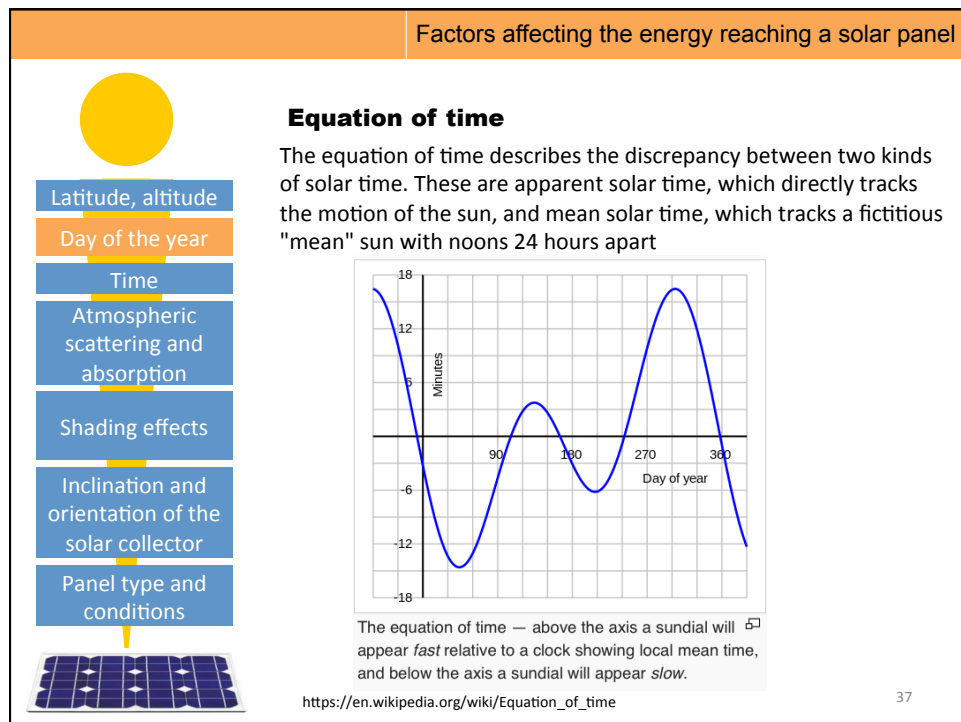 Factors affecting the energy reaching a solar panel
Latitude, altitude
Day of the year
Time
Atmospheric
scattering and
absorption
Shading effects
Inclination and
orientation of the
solar collector
Panel type and
conditions
Equation of time
The equation of time describes the discrepancy between two kinds
of solar time. These are apparent solar time, which directly tracks
the motion of the sun, and mean solar time, which tracks a fictitious
"mean" sun with noons 24 hours apart
18
12
6
Minutes
90 180 270 360
Day of year
-6
-12
-18
The equation of time — above the axis a sundial will
appear fast relative to a clock showing local mean time,
and below the axis a sundial will appear slow.
https://en.wikipedia.org/wiki/Equation_of_time
37